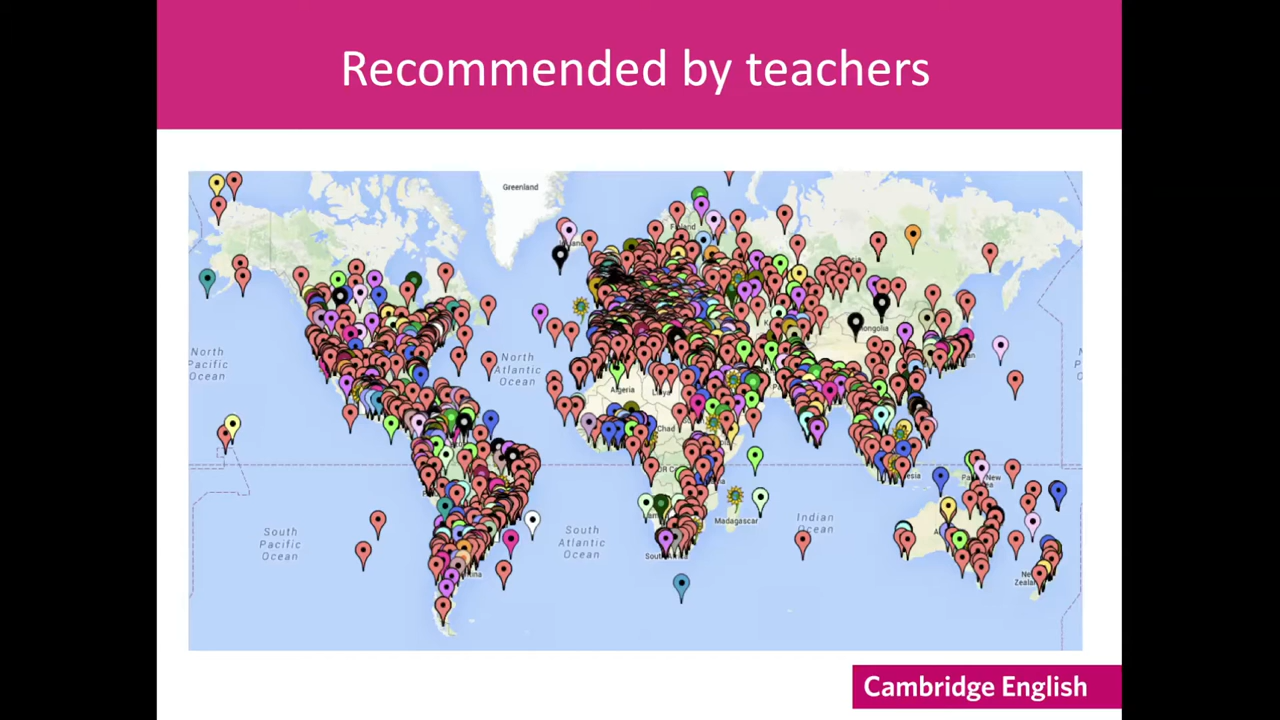 Recommended by teachers
Greenland
North
Pacific
Ocean
North
Atlantic
Ocean
Mongolia
Algeria
Chad
Madagascar
Indian
Ocean
South
Pacific
Ocean
South
Atlantic
Ocean
Cambridge English